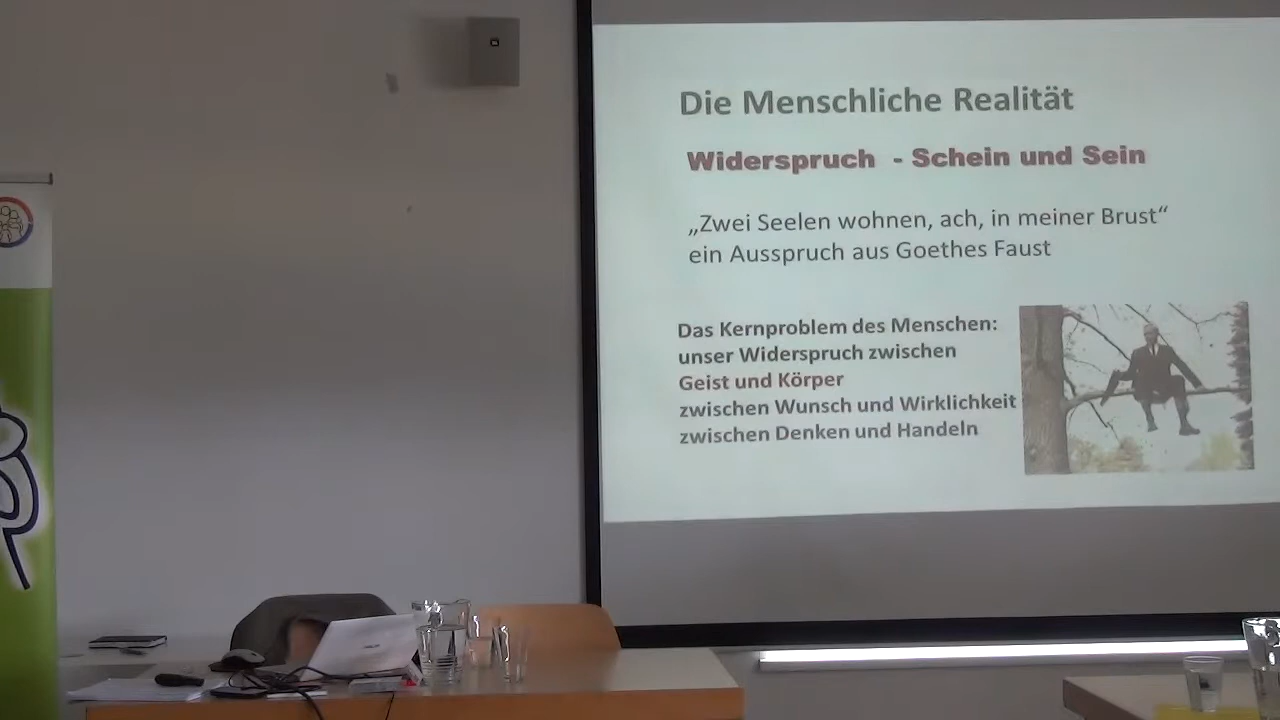 Die Menschliche Realität
Widerspruch - Schein und Sein
„Zwei Seelen wohnen, ach, in meiner Brust“
ein Ausspruch aus Goethes Faust
Das Kernproblem des Menschen:
unser Widerspruch zwischen
Geist und Körper
zwischen Wunsch und Wirklichkeit
zwischen Denken und Handeln